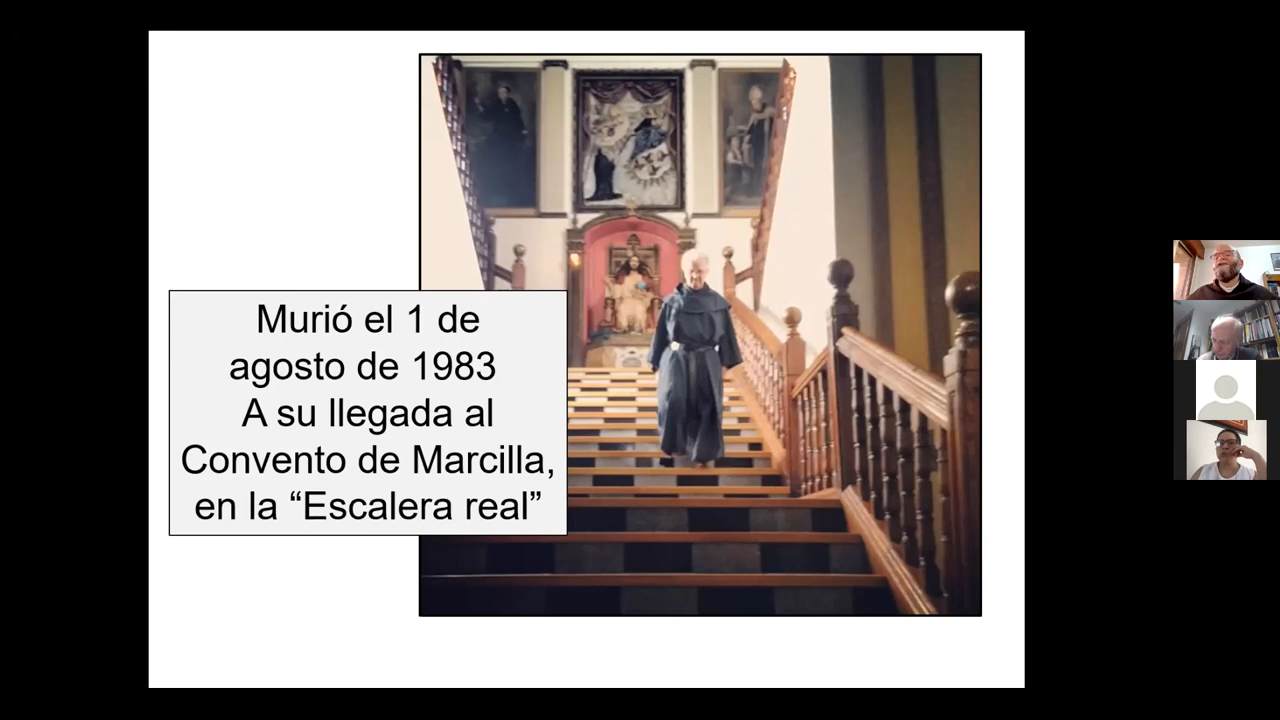 Murió el 1 de
agosto de 1983
A su llegada al
Convento de Marcilla,
en la “Escalera real”